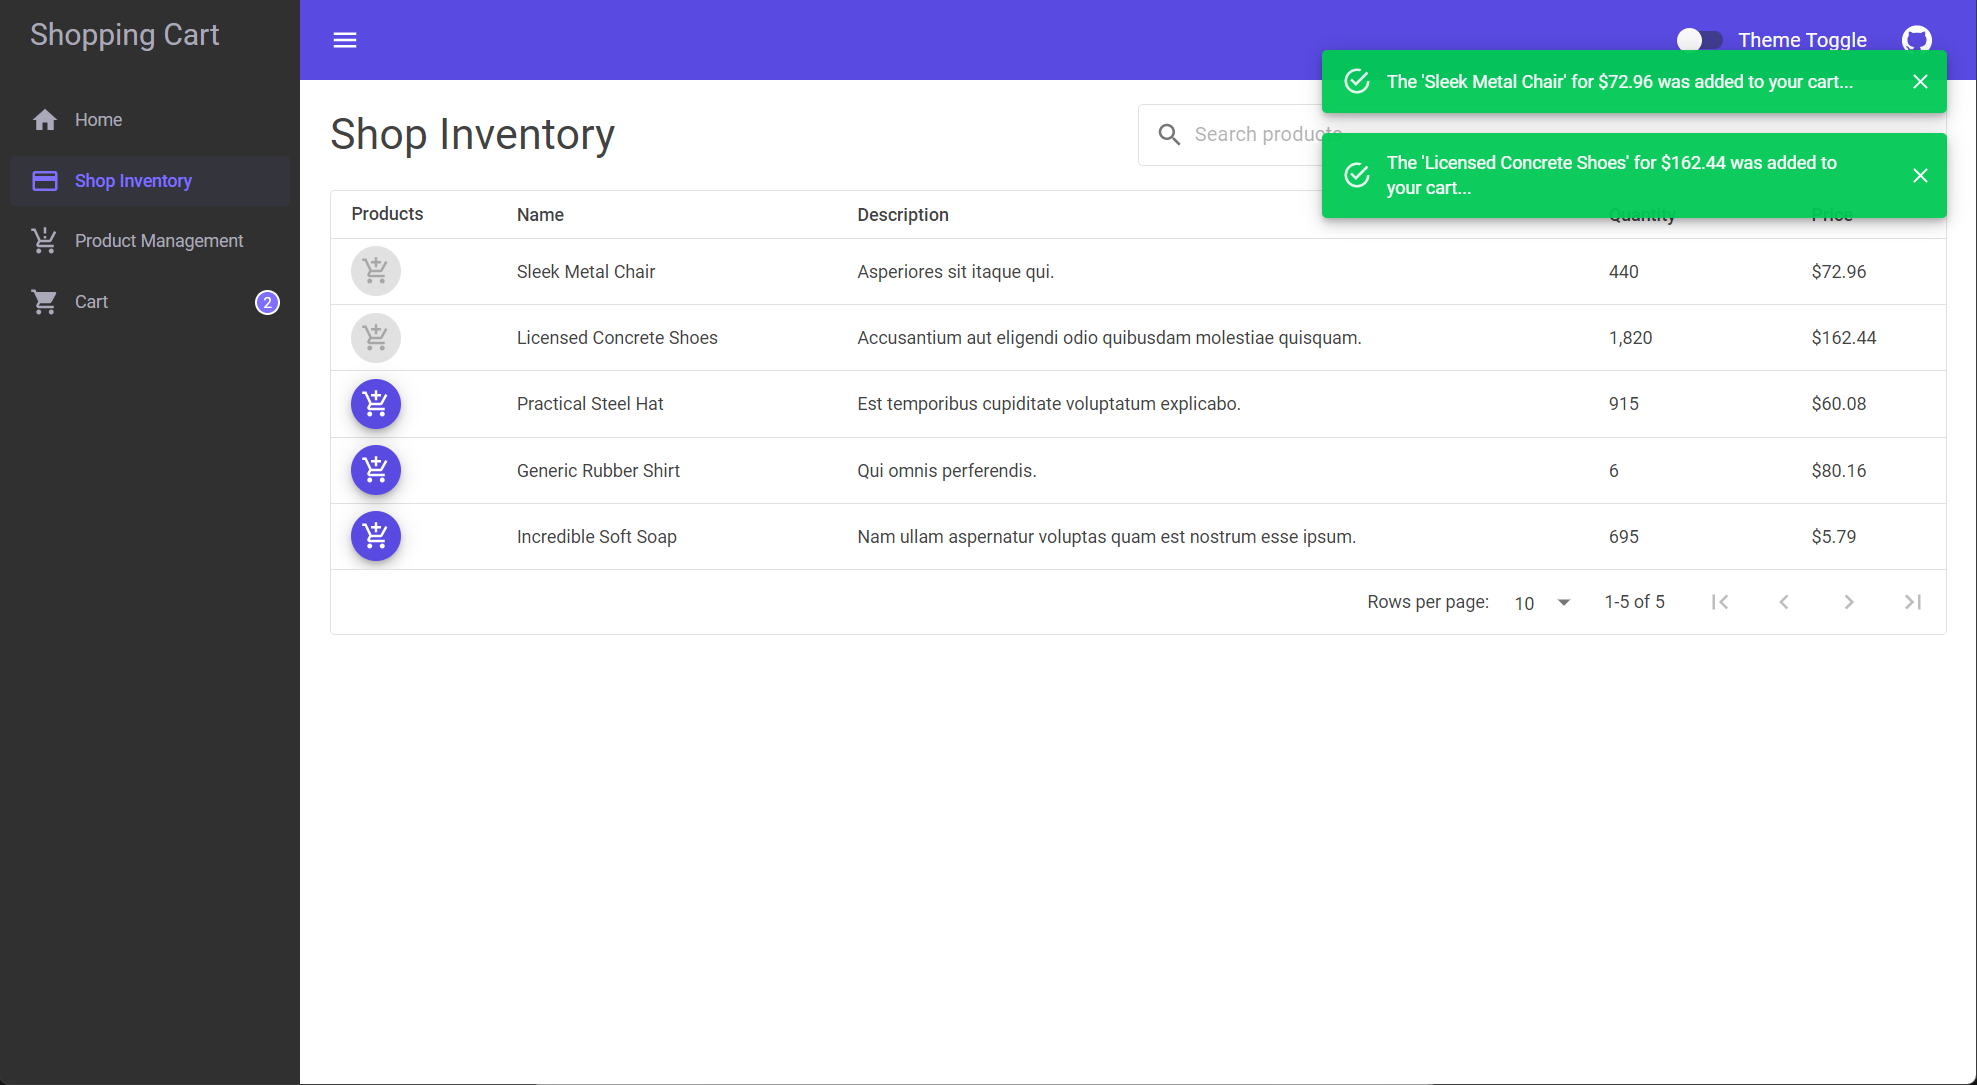 Shopping Cart
Home
Shop Inventory
Product Management
Cart
2
Theme Toggle
The 'Sleek Metal Chair' for $72.96 was added to your cart...
The 'Licensed Concrete Shoes' for $162.44 was added to
your cart...
Shop Inventory
Search products
Products Name Description Quantity Price
Sleek Metal Chair Asperiores sit itaque qui. 440 $72.96
Licensed Concrete Shoes Accusantium aut eligendi odio quibusdam molestiae quisquam. 1,820 $162.44
Practical Steel Hat Est temporibus cupiditate voluptatum explicabo. 915 $60.08
Generic Rubber Shirt Qui omnis perferendis. 6 $80.16
Incredible Soft Soap Nam ullam aspernatur voluptas quam est nostrum esse ipsum. 695 $5.79
Rows per page: 10 1-5 of 5